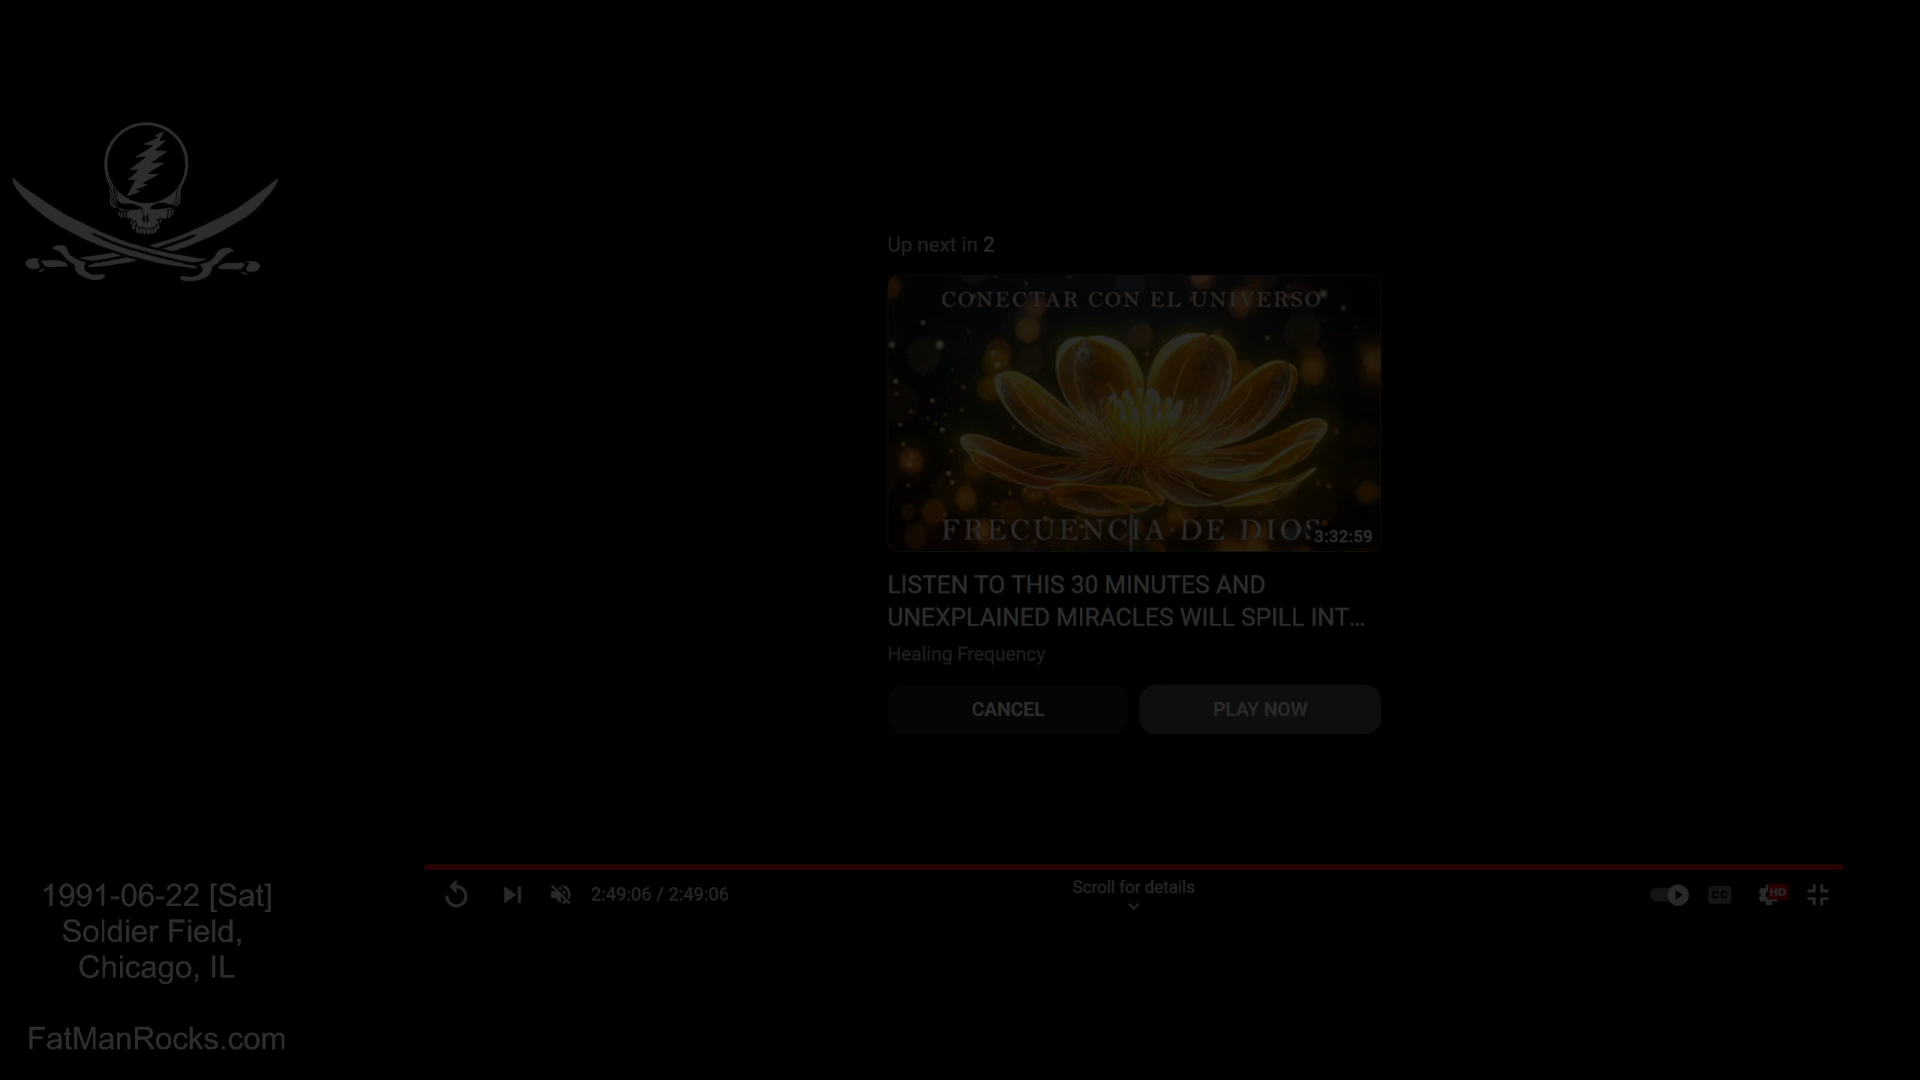 Up next in 2
CONECTAR CON EL UNIVERSO
FRECUENCIA DE DIOS
3:32:59
LISTEN TO THIS 30 MINUTES AND
UNEXPLAINED MIRACLES WILL SPILL INT...
Healing Frequency
CANCEL
PLAY NOW
2:49:06 / 2:49:06
Scroll for details
CC
HD
1991-06-22 [Sat]
Soldier Field,
Chicago, IL
FatManRocks.com